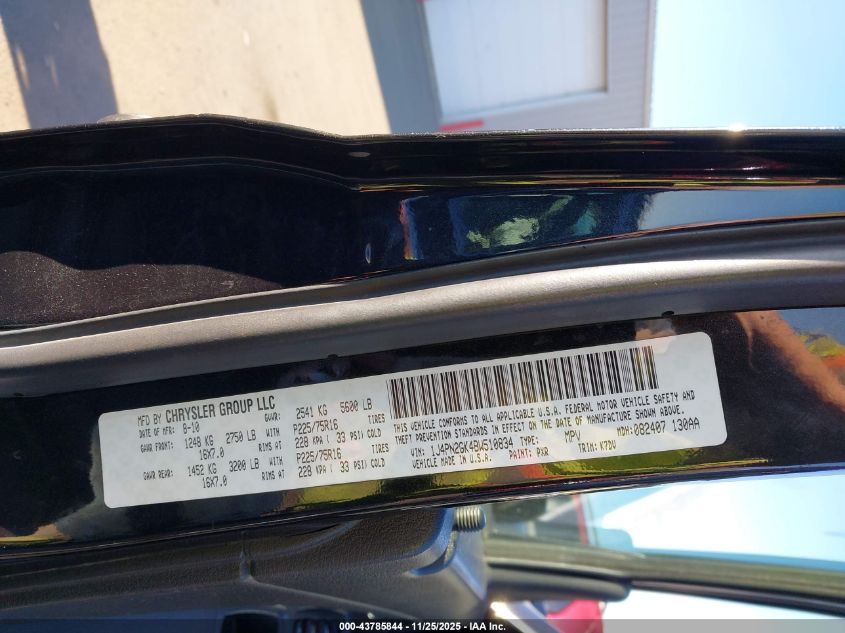 MFD BY CHRYSLER GROUP LLC
DATE OF MFR: 8-10 GVWR: 2541 KG 5600 LB
GAWR FRONT: 1248 KG 2750 LB WITH P225/75R16 TIRES
16X7.0 RIMS AT 228 KPA ( 33 PSI) COLD
GAWR REAR: 1452 KG 3200 LB WITH P225/75R16 TIRES
16X7.0 RIMS AT 228 KPA ( 33 PSI) COLD
THIS VEHICLE CONFORMS TO ALL APPLICABLE U.S.A. FEDERAL MOTOR VEHICLE SAFETY AND
THEFT PREVENTION STANDARDS IN EFFECT ON THE DATE OF MANUFACTURE SHOWN ABOVE.
VIN: 1J4PN2GK4BW510834 TYPE: MPV MDH: 082407 130AA
VEHICLE MADE IN U.S.A. PAINT: PXR TRIM: K7DV
000-43785844 - 11/25/2025 - IAA Inc.